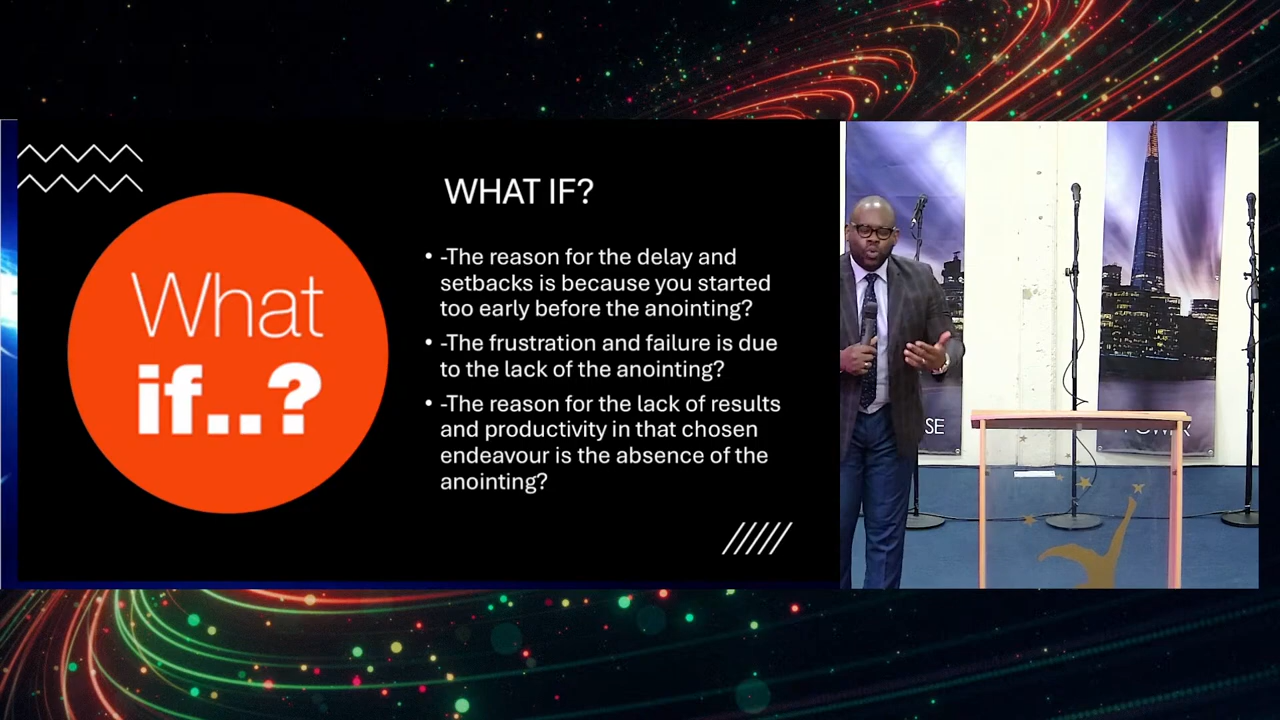 What
if..?
WHAT IF?
• -The reason for the delay and
setbacks is because you started
too early before the anointing?
• -The frustration and failure is due
to the lack of the anointing?
• -The reason for the lack of results
and productivity in that chosen
endeavour is the absence of the
anointing?
SE
POWER